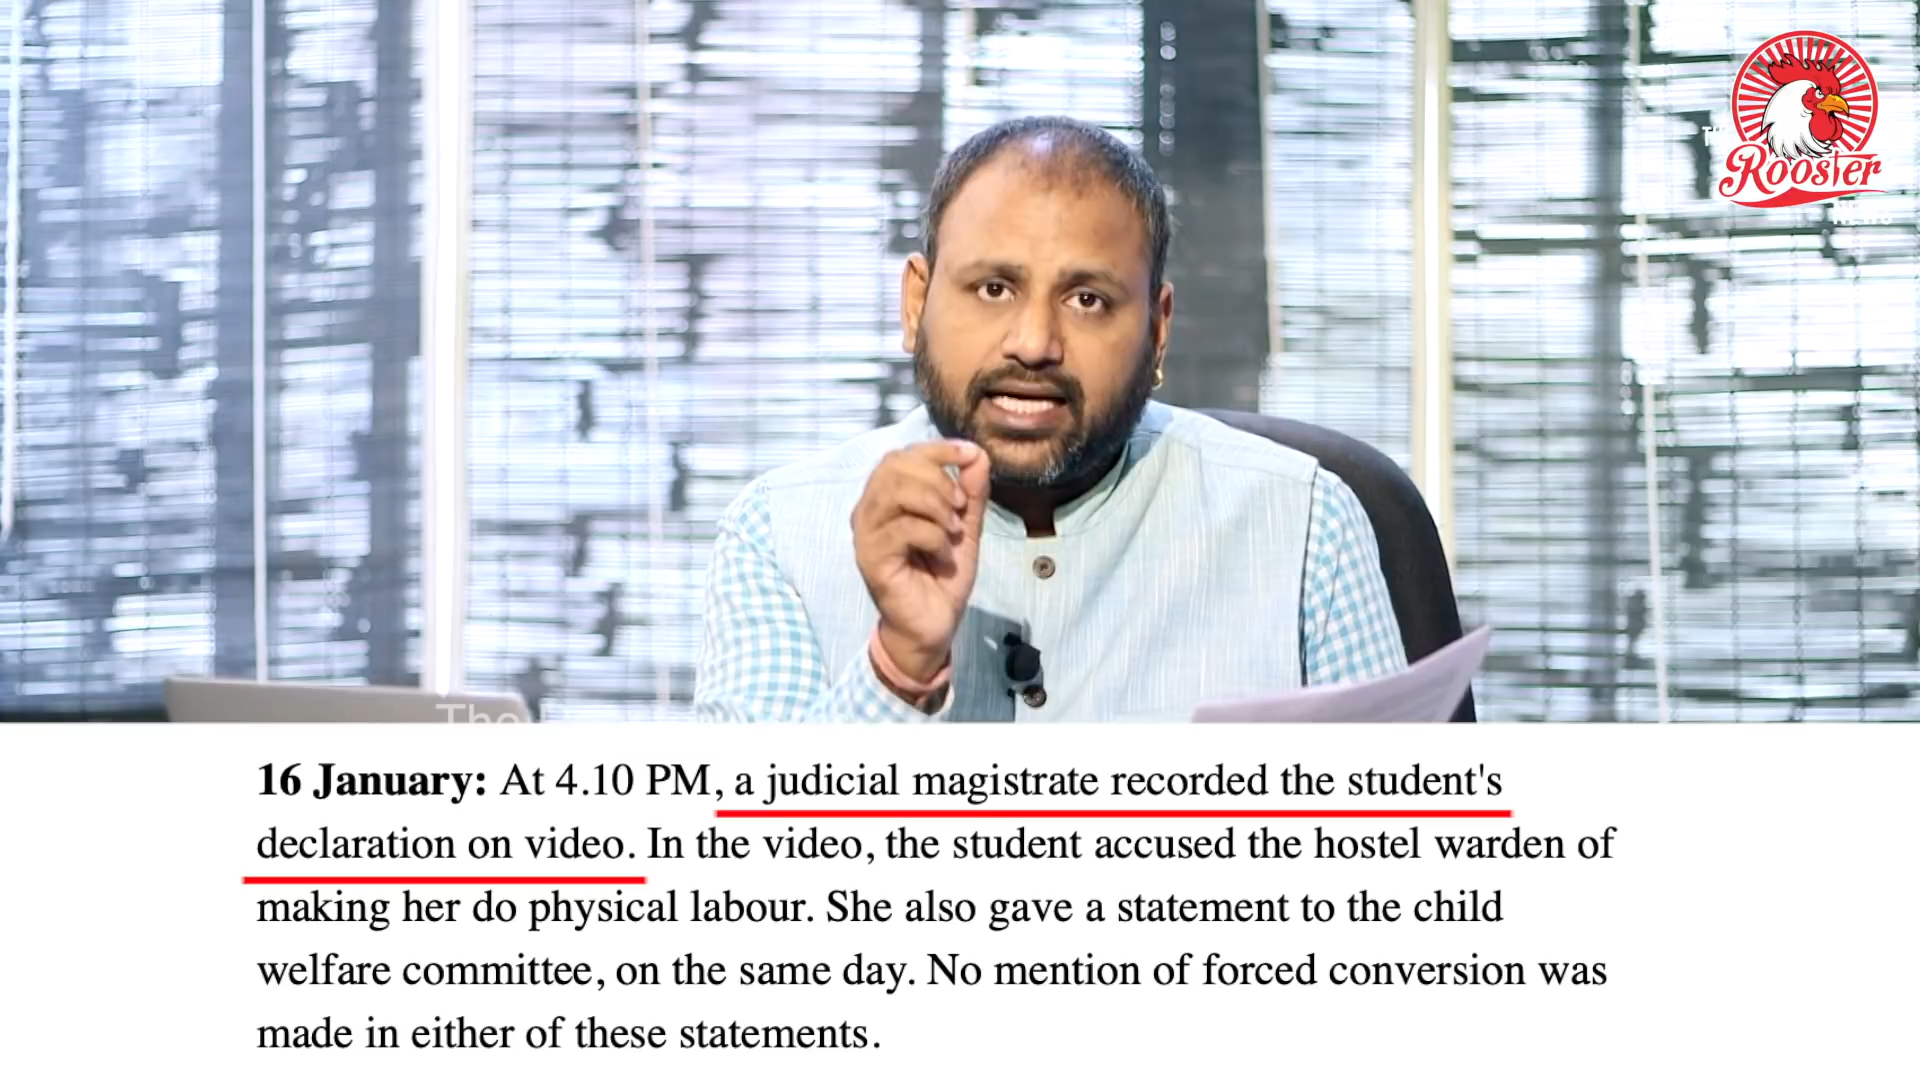 Rooster
NEWS
The
16 January: At 4.10 PM, a judicial magistrate recorded the student's
declaration on video. In the video, the student accused the hostel warden of
making her do physical labour. She also gave a statement to the child
welfare committee, on the same day. No mention of forced conversion was
made in either of these statements.